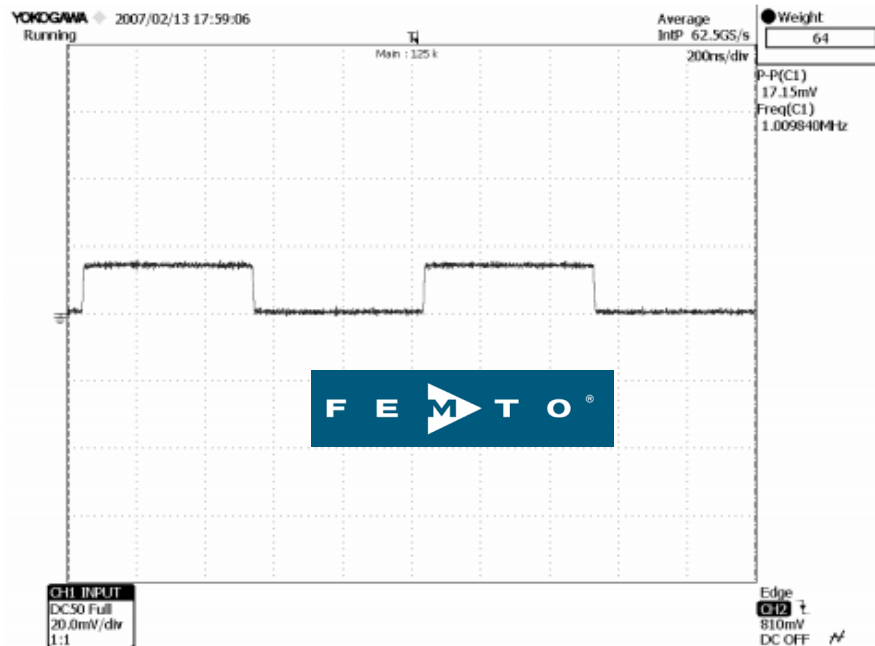 YOKOGAWA 2007/02/13 17:59:06
Running
Main : 125 k
Average
IntP 62.5GS/s
200ns/div
Weight
64
P-P(C1)
17.15mV
Freq(C1)
1.009840MHz
FEMTO®
CH1 INPUT
DC50 Full
20.0mV/div
1:1
Edge
CH2
810mV
DC OFF